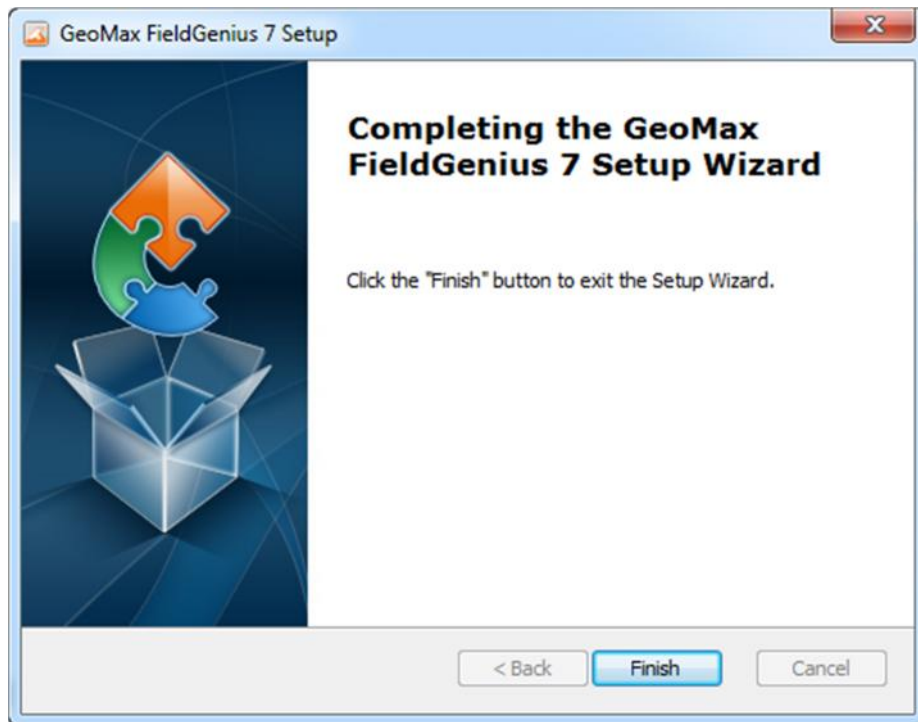 GeoMax FieldGenius 7 Setup
Completing the GeoMax
FieldGenius 7 Setup Wizard
Click the "Finish" button to exit the Setup Wizard.
< Back
Finish
Cancel